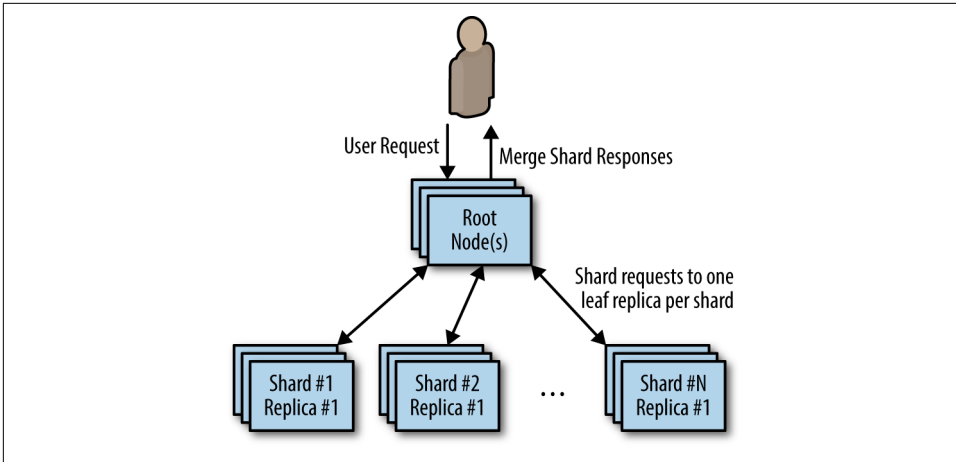 User Request
Merge Shard Responses
Root
Node(s)
Shard requests to one
leaf replica per shard
Shard #1
Replica #1
Shard #2
Replica #1
...
Shard #N
Replica #1